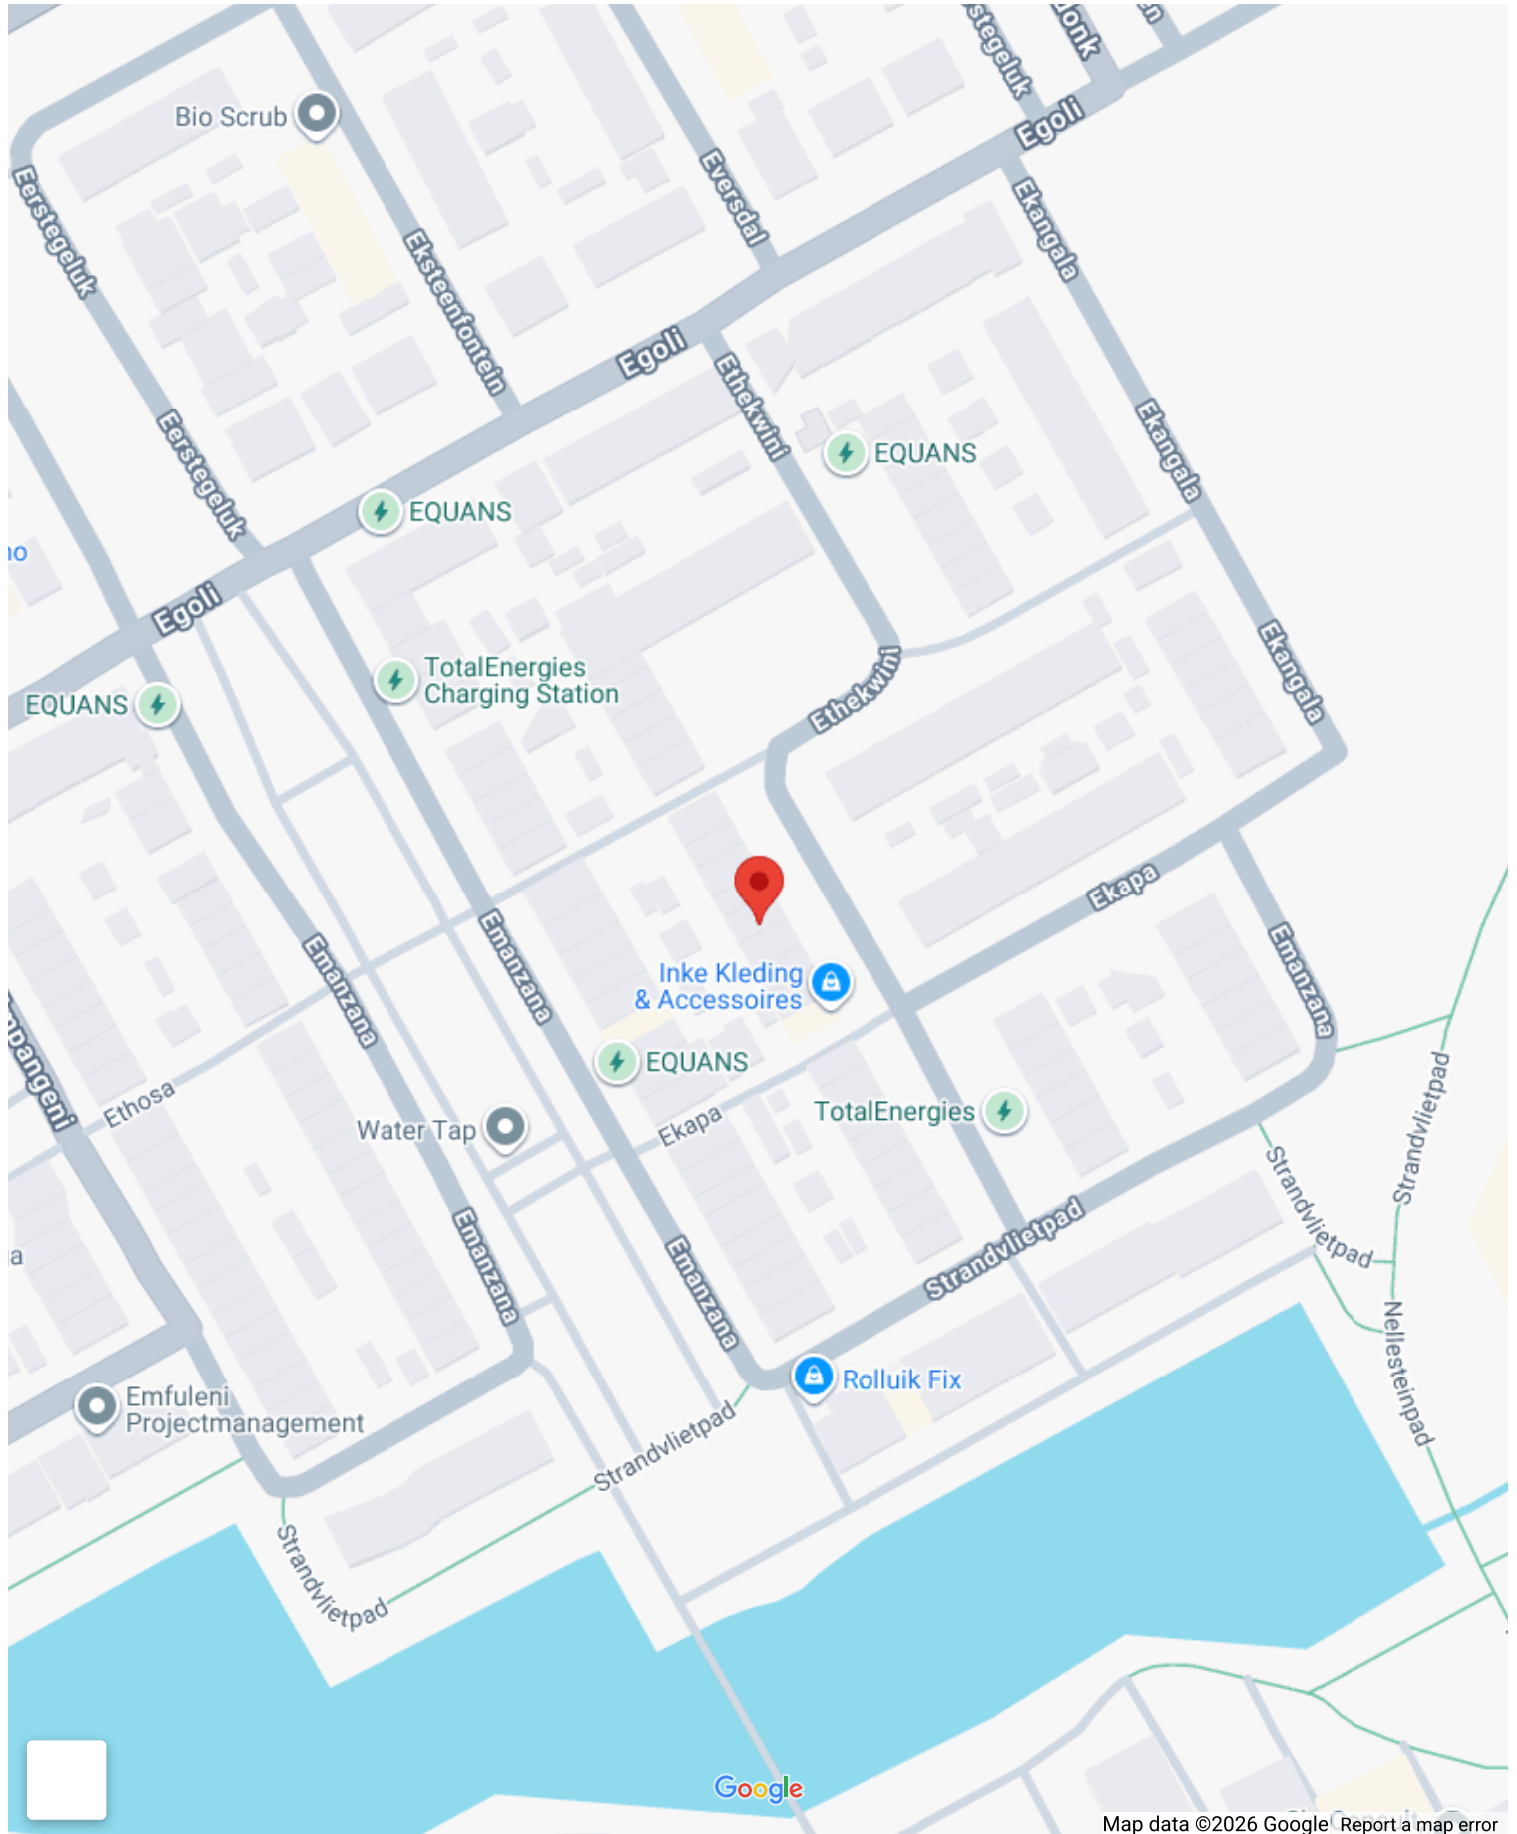 Bio Scrub
Egoli
Eerstegeluk
Eversdal
Ekangala
Eksteenfontein
Egoli
Ethekwini
Eerstegeluk
EQUANS
Ekangala
EQUANS
Egoli
TotalEnergies
Charging Station
Ekangala
EQUANS
Ethekwini
Ekapa
Emanzana
Emanzana
Emanzana
Inke Kleding
& Accessoires
EQUANS
Ethosa
Ekapa
TotalEnergies
Water Tap
Strandvlietpad
Strandvlietpad
Emanzana
Emanzana
Strandvlietpad
Nellesteinpad
Rolluik Fix
Emfuleni
Projectmanagement
Strandvlietpad
Strandvlietpad
Google
Map data ©2026 Google
Report a map error